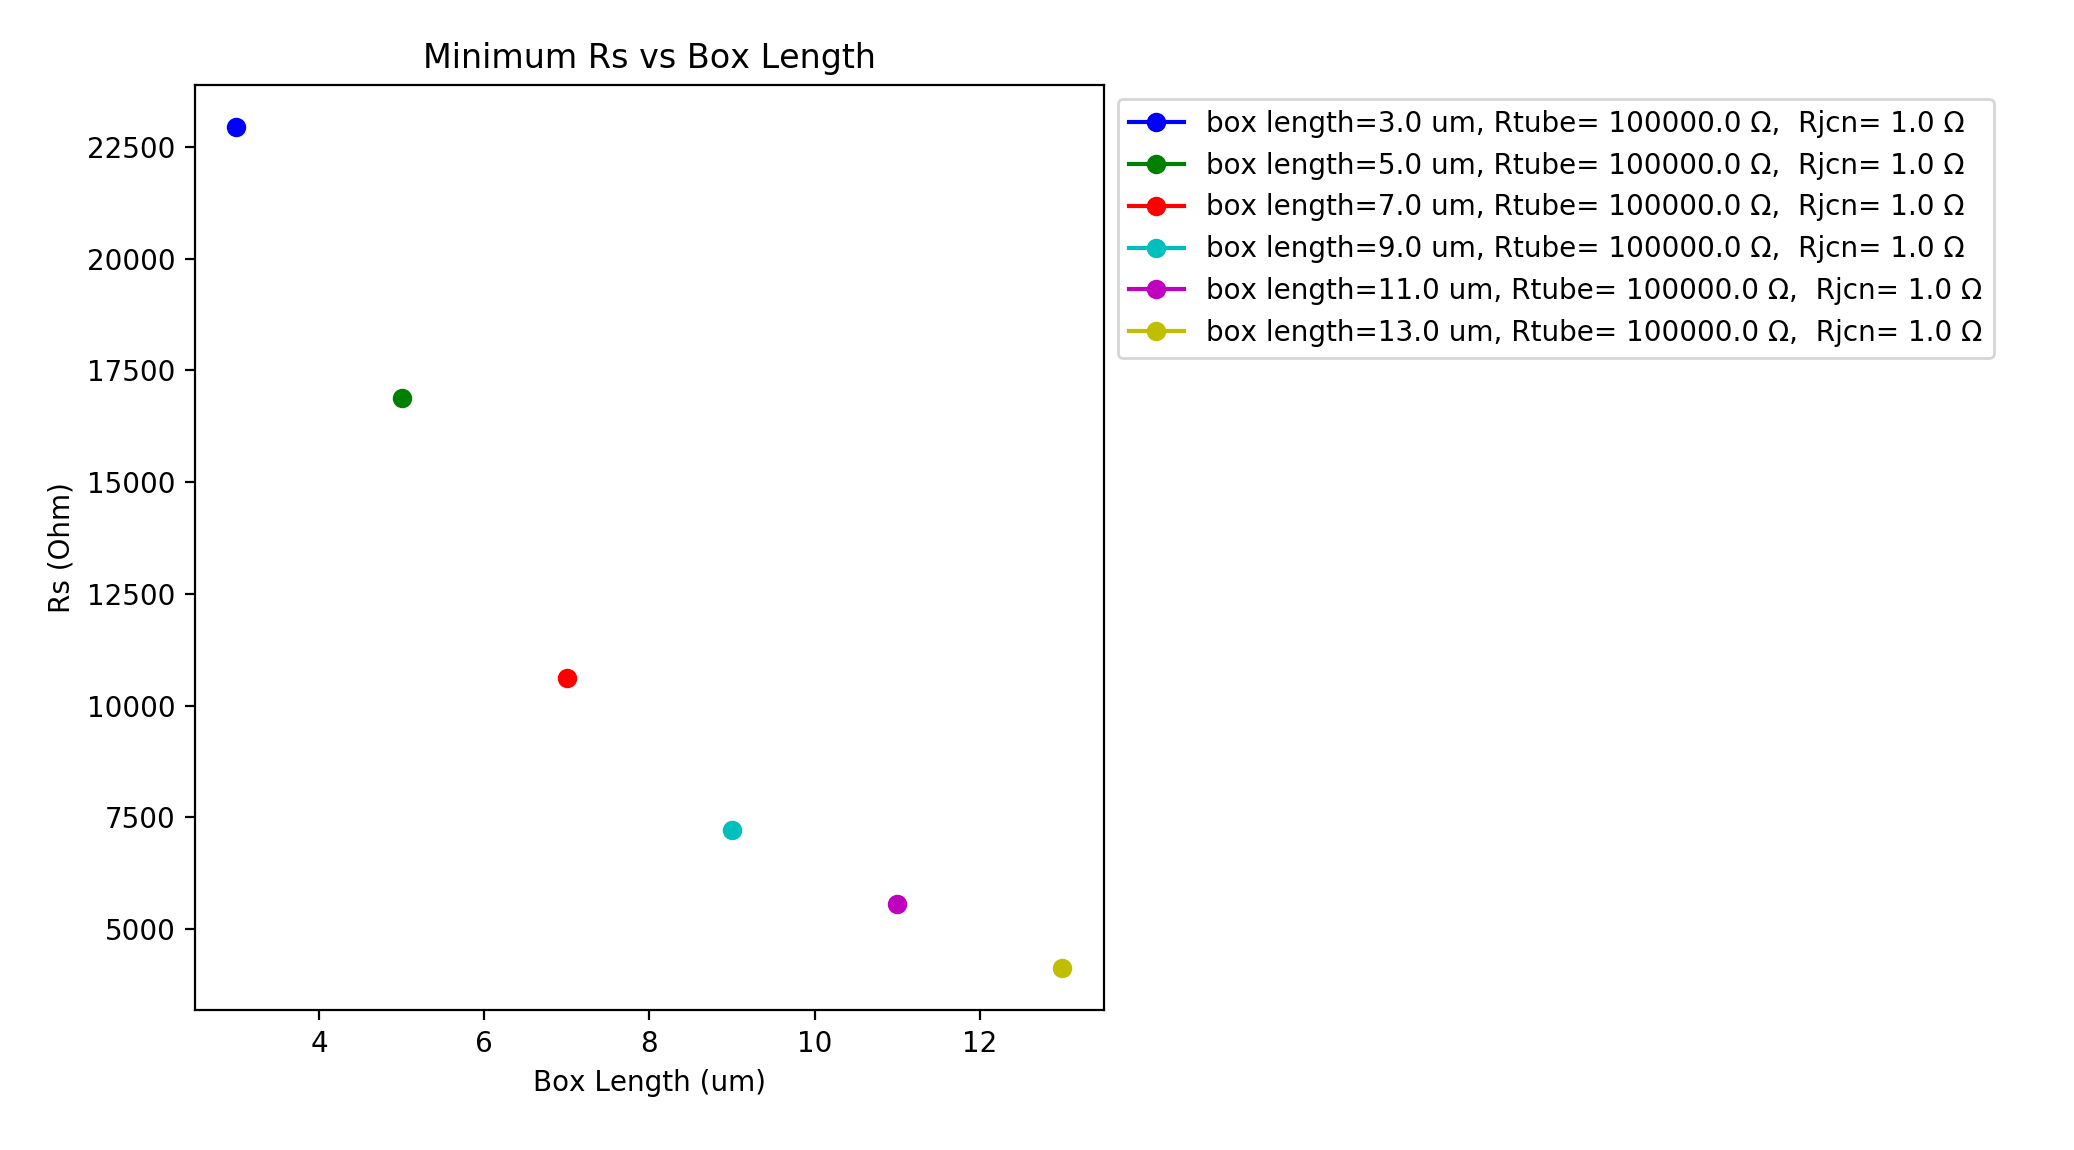 Minimum Rs vs Box Length
22500
20000
17500
15000
12500
10000
7500
5000
Rs (Ohm)
4 6 8 10 12
Box Length (um)
box length=3.0 um, Rtube= 100000.0 Ω,  Rjcn= 1.0 Ω
box length=5.0 um, Rtube= 100000.0 Ω,  Rjcn= 1.0 Ω
box length=7.0 um, Rtube= 100000.0 Ω,  Rjcn= 1.0 Ω
box length=9.0 um, Rtube= 100000.0 Ω,  Rjcn= 1.0 Ω
box length=11.0 um, Rtube= 100000.0 Ω,  Rjcn= 1.0 Ω
box length=13.0 um, Rtube= 100000.0 Ω,  Rjcn= 1.0 Ω